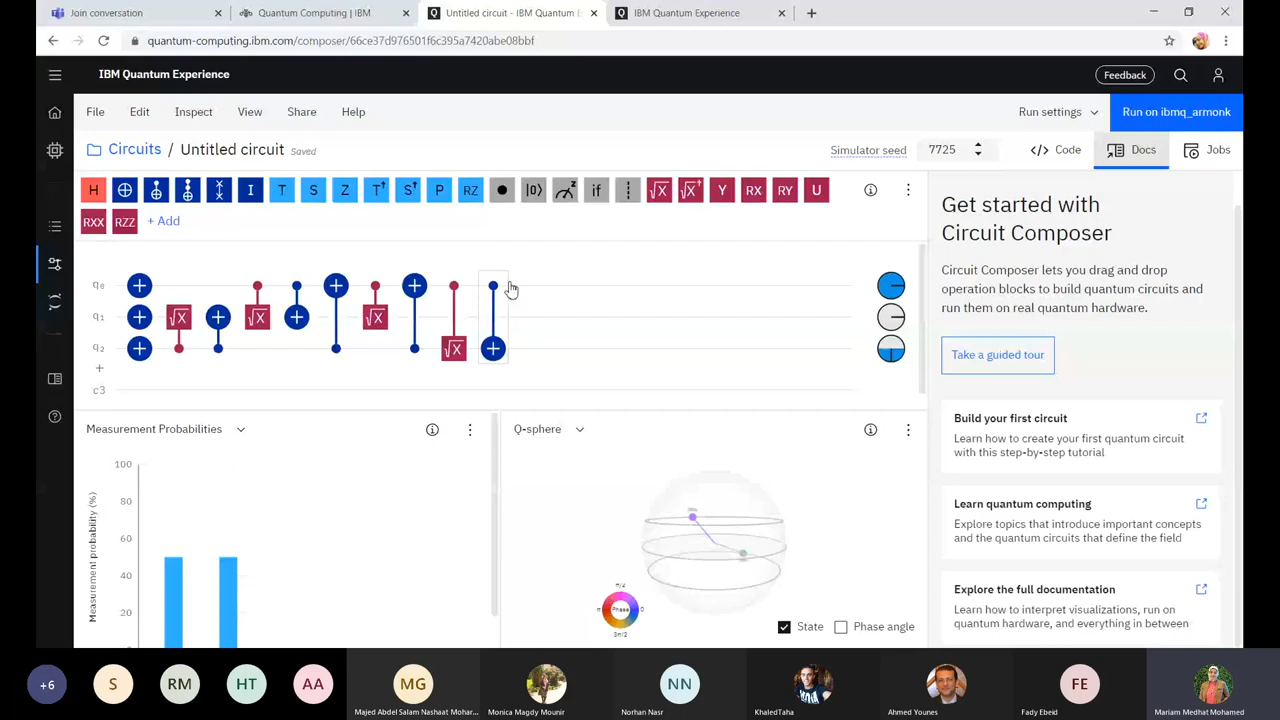 Join conversation
Quantum Computing | IBM
Untitled circuit - IBM Quantum E
IBM Quantum Experience
quantum-computing.ibm.com/composer/66ce37d976501f6c395a7420abe08bbf
IBM Quantum Experience
Feedback
File Edit Inspect View Share Help
Run settings
Run on ibmq_armonk
Circuits / Untitled circuit Saved
Simulator seed 7725
</> Code
Docs
Jobs
H I T S Z T† S† P RZ |0⟩ if √X √X† Y RX RY U
RXX RZZ + Add
q0
q1
q2
+
c3
√X √X √X √X
Get started with
Circuit Composer
Circuit Composer lets you drag and drop
operation blocks to build quantum circuits and
run them on real quantum hardware.
Take a guided tour
Build your first circuit
Learn how to create your first quantum circuit
with this step-by-step tutorial
Learn quantum computing
Explore topics that introduce important concepts
and the quantum circuits that define the field
Explore the full documentation
Learn how to interpret visualizations, run on
quantum hardware, and everything in between
Measurement Probabilities
Measurement probability (%)
100
80
60
40
20
Q-sphere
π/2
π Phase 0
3π/2
State
Phase angle
+6
S
RM
HT
AA
MG
NN
FE
Majed Abdel Salam Nashaat Mohar...
Monica Magdy Mounir
Norhan Nasr
KhaledTaha
Ahmed Younes
Fady Ebeid
Mariam Medhat Mohamed